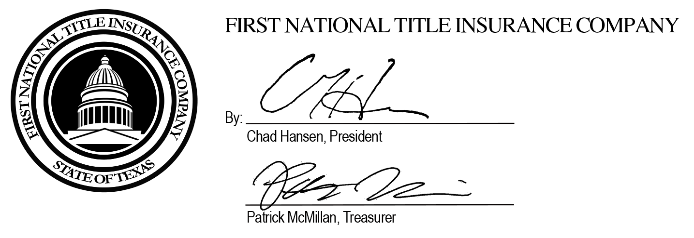 FIRST NATIONAL TITLE INSURANCE COMPANY
STATE OF TEXAS
FIRST NATIONAL TITLE INSURANCE COMPANY
By:
Chad Hansen, President
Patrick McMillan, Treasurer